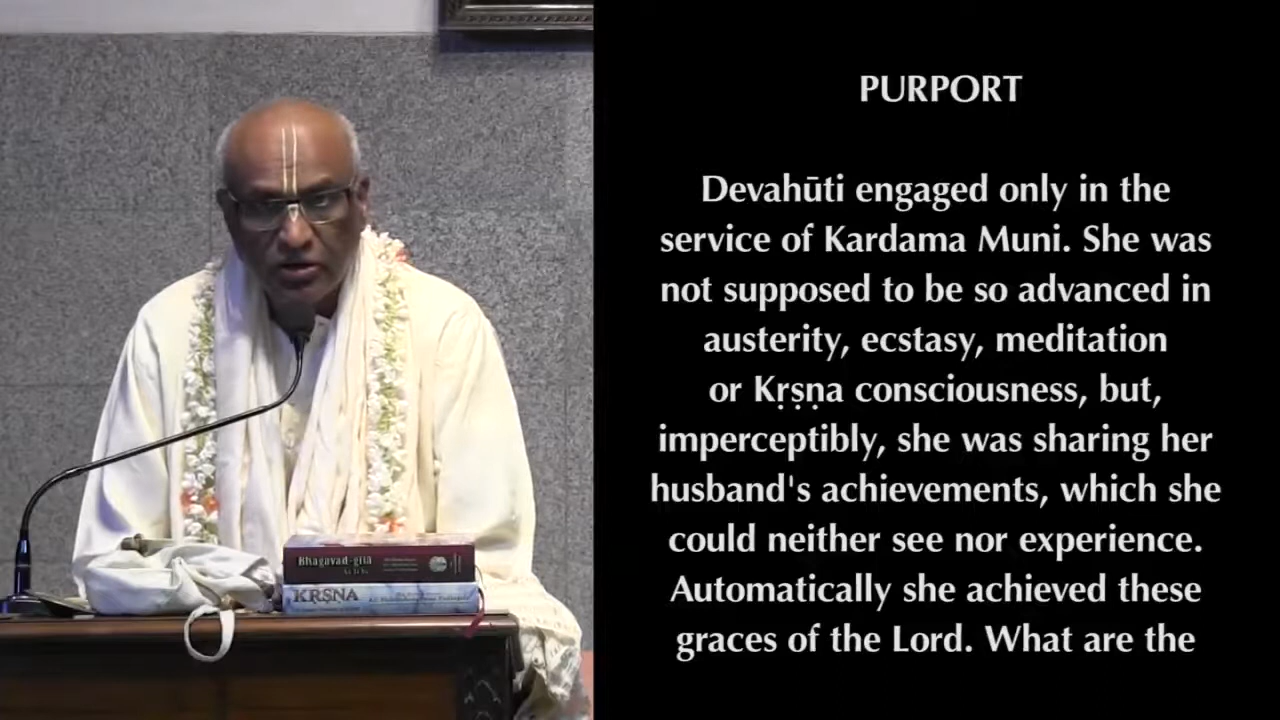 PURPORT
Devahūti engaged only in the
service of Kardama Muni. She was
not supposed to be so advanced in
austerity, ecstasy, meditation
or Kṛṣṇa consciousness, but,
imperceptibly, she was sharing her
husband's achievements, which she
could neither see nor experience.
Automatically she achieved these
graces of the Lord. What are the
Bhagavad-gītā
KṚṢṆA